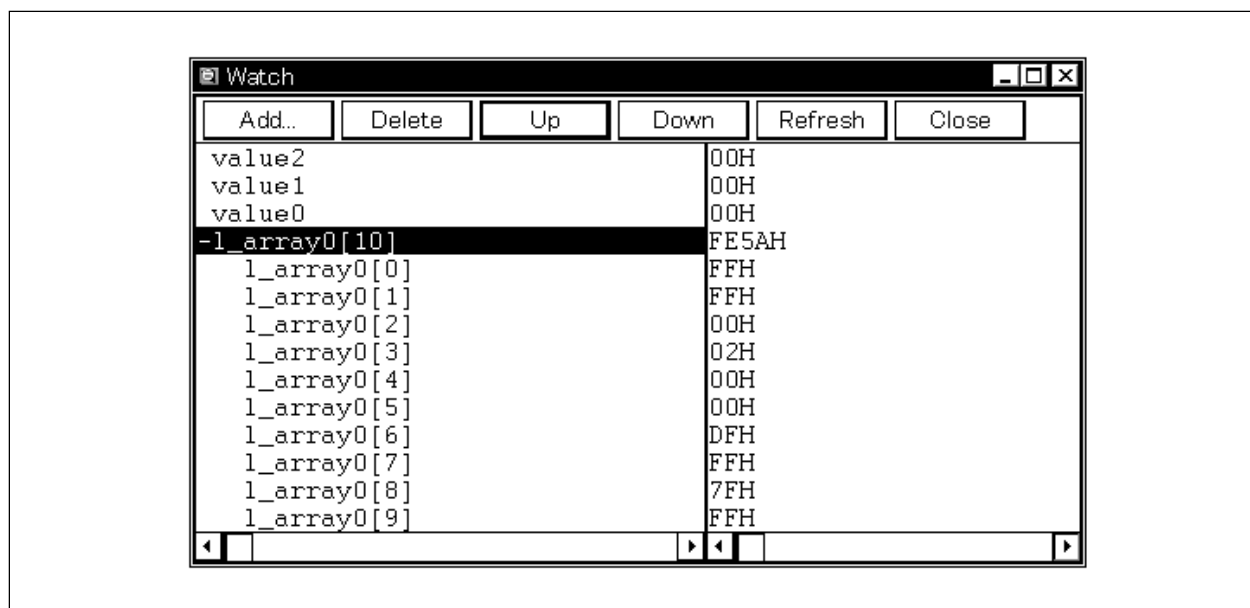 Watch
Add... Delete Up Down Refresh Close
value2 00H
value1 00H
value0 00H
-l_array0[10] FE5AH
l_array0[0] FFH
l_array0[1] FFH
l_array0[2] 00H
l_array0[3] 02H
l_array0[4] 00H
l_array0[5] 00H
l_array0[6] DFH
l_array0[7] FFH
l_array0[8] 7FH
l_array0[9] FFH